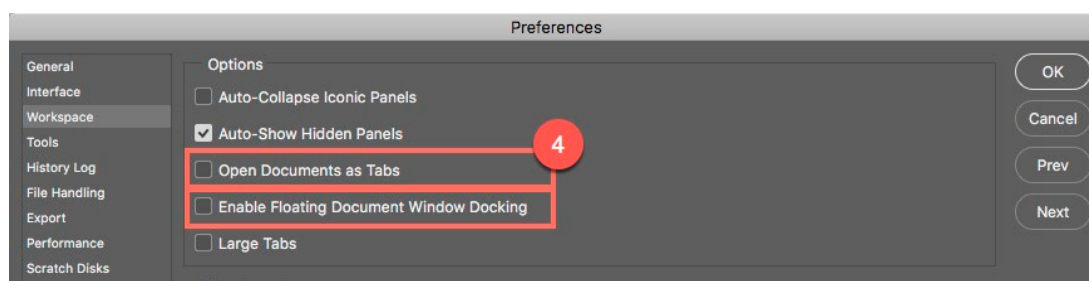 Preferences
General
Interface
Workspace
Tools
History Log
File Handling
Export
Performance
Scratch Disks
Options
Auto-Collapse Iconic Panels
Auto-Show Hidden Panels
4
Open Documents as Tabs
Enable Floating Document Window Docking
Large Tabs
OK
Cancel
Prev
Next